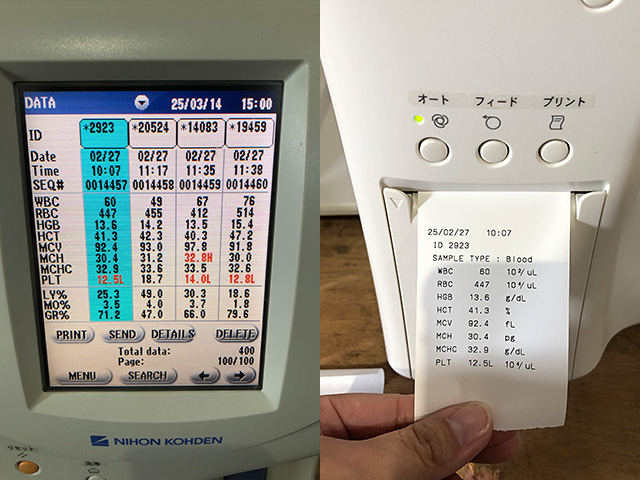 DATA 25/03/14 15:00
ID *2923 *20524 *14083 *19459
Date 02/27 02/27 02/27 02/27
Time 10:07 11:17 11:35 11:38
SEQ# 0014457 0014458 0014459 0014460
WBC 60 49 67 76
RBC 447 455 412 514
HGB 13.6 14.2 13.5 15.4
HCT 41.3 42.3 40.3 47.2
MCV 92.4 93.0 97.8 91.8
MCH 30.4 31.2 32.8H 30.0
MCHC 32.9 33.6 33.5 32.6
PLT 12.5L 18.7 14.0L 12.8L
LY% 25.3 49.0 30.3 18.6
MO% 3.5 4.0 3.7 1.8
GR% 71.2 47.0 66.0 79.6
PRINT SEND DETAILS DELETE
Total data: 400
Page: 100/100
MENU SEARCH
NIHON KOHDEN
リセット
オート フィード プリント
25/02/27 10:07
ID 2923
SAMPLE TYPE : Blood
WBC 60 10²/uL
RBC 447 10⁴/uL
HGB 13.6 g/dL
HCT 41.3 %
MCV 92.4 fL
MCH 30.4 pg
MCHC 32.9 g/dL
PLT 12.5L 10⁴/uL